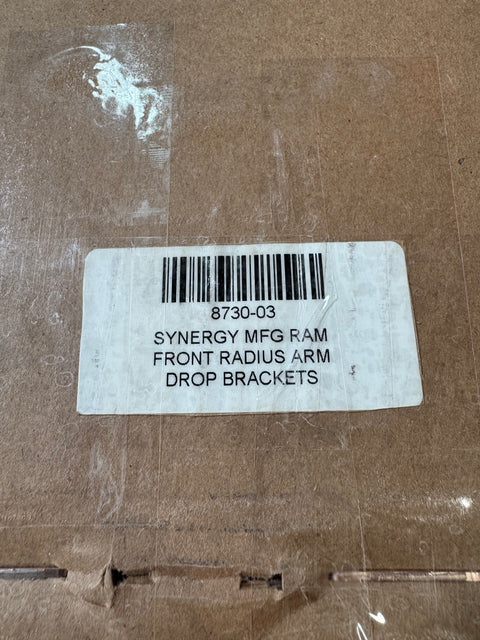 8730-03
SYNERGY MFG RAM
FRONT RADIUS ARM
DROP BRACKETS